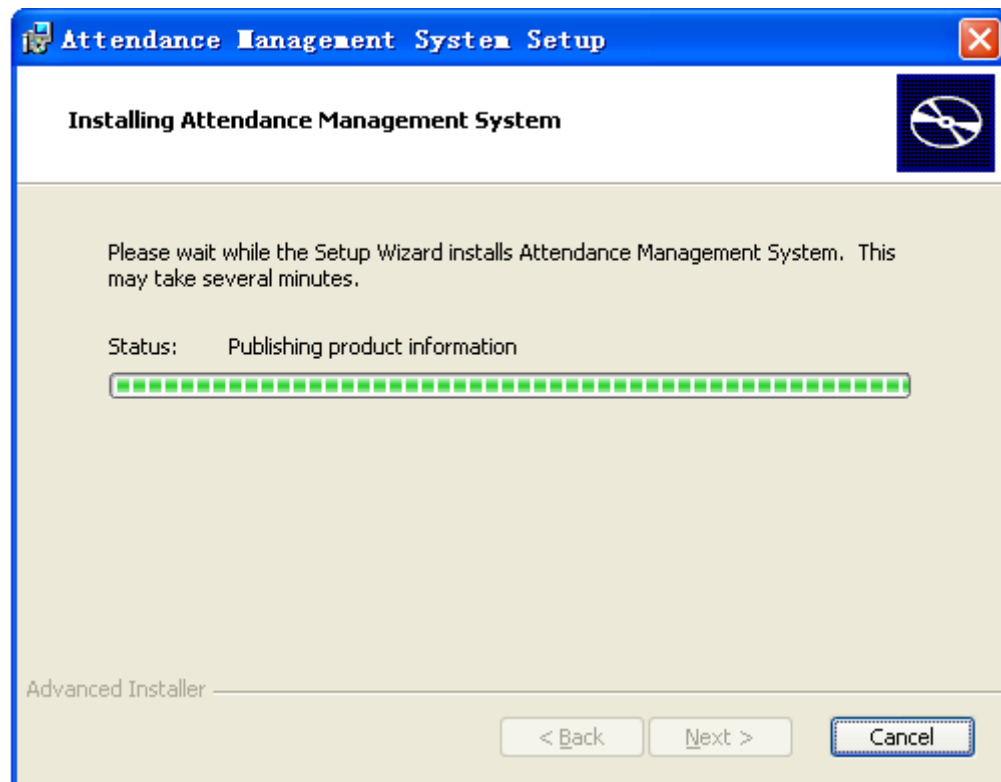 Attendance Management System Setup
Installing Attendance Management System
Please wait while the Setup Wizard installs Attendance Management System.  This
may take several minutes.
Status: Publishing product information
Advanced Installer
< Back Next > Cancel